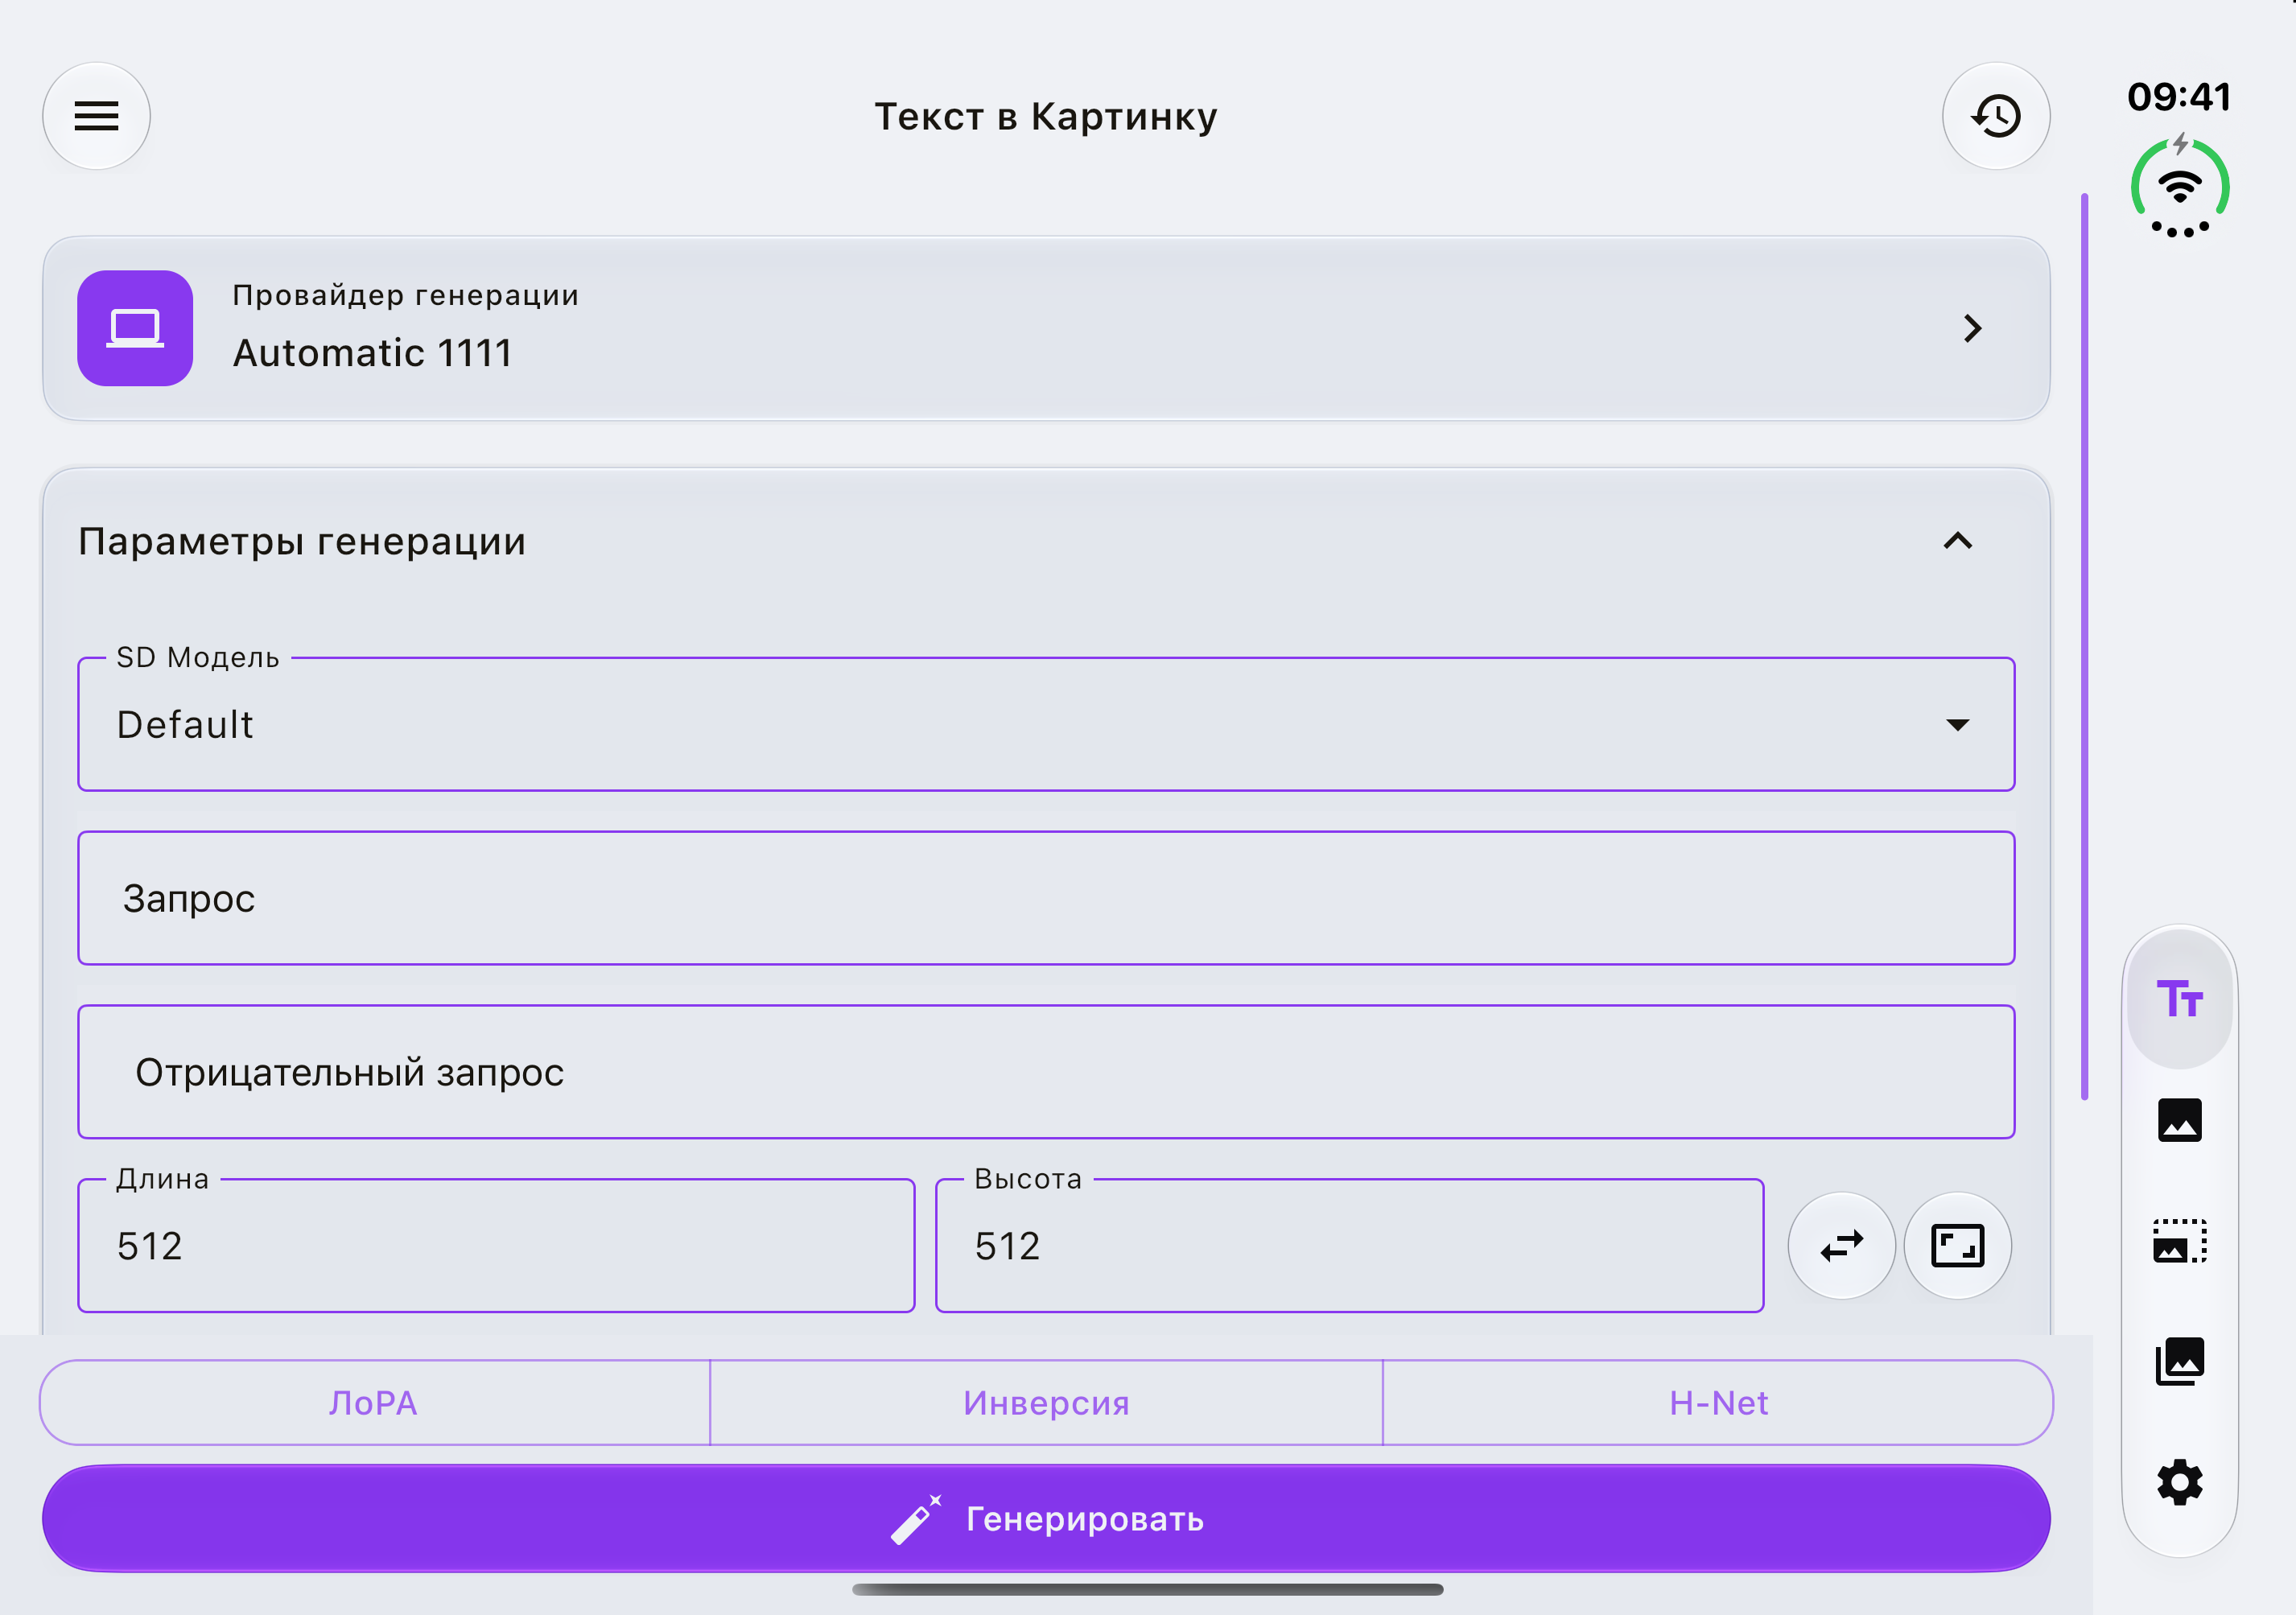 Текст в Картинку
09:41
Провайдер генерации
Automatic 1111
Параметры генерации
SD Модель
Default
Запрос
Отрицательный запрос
Длина
512
Высота
512
Тт
ЛоРА
Инверсия
H-Net
Генерировать